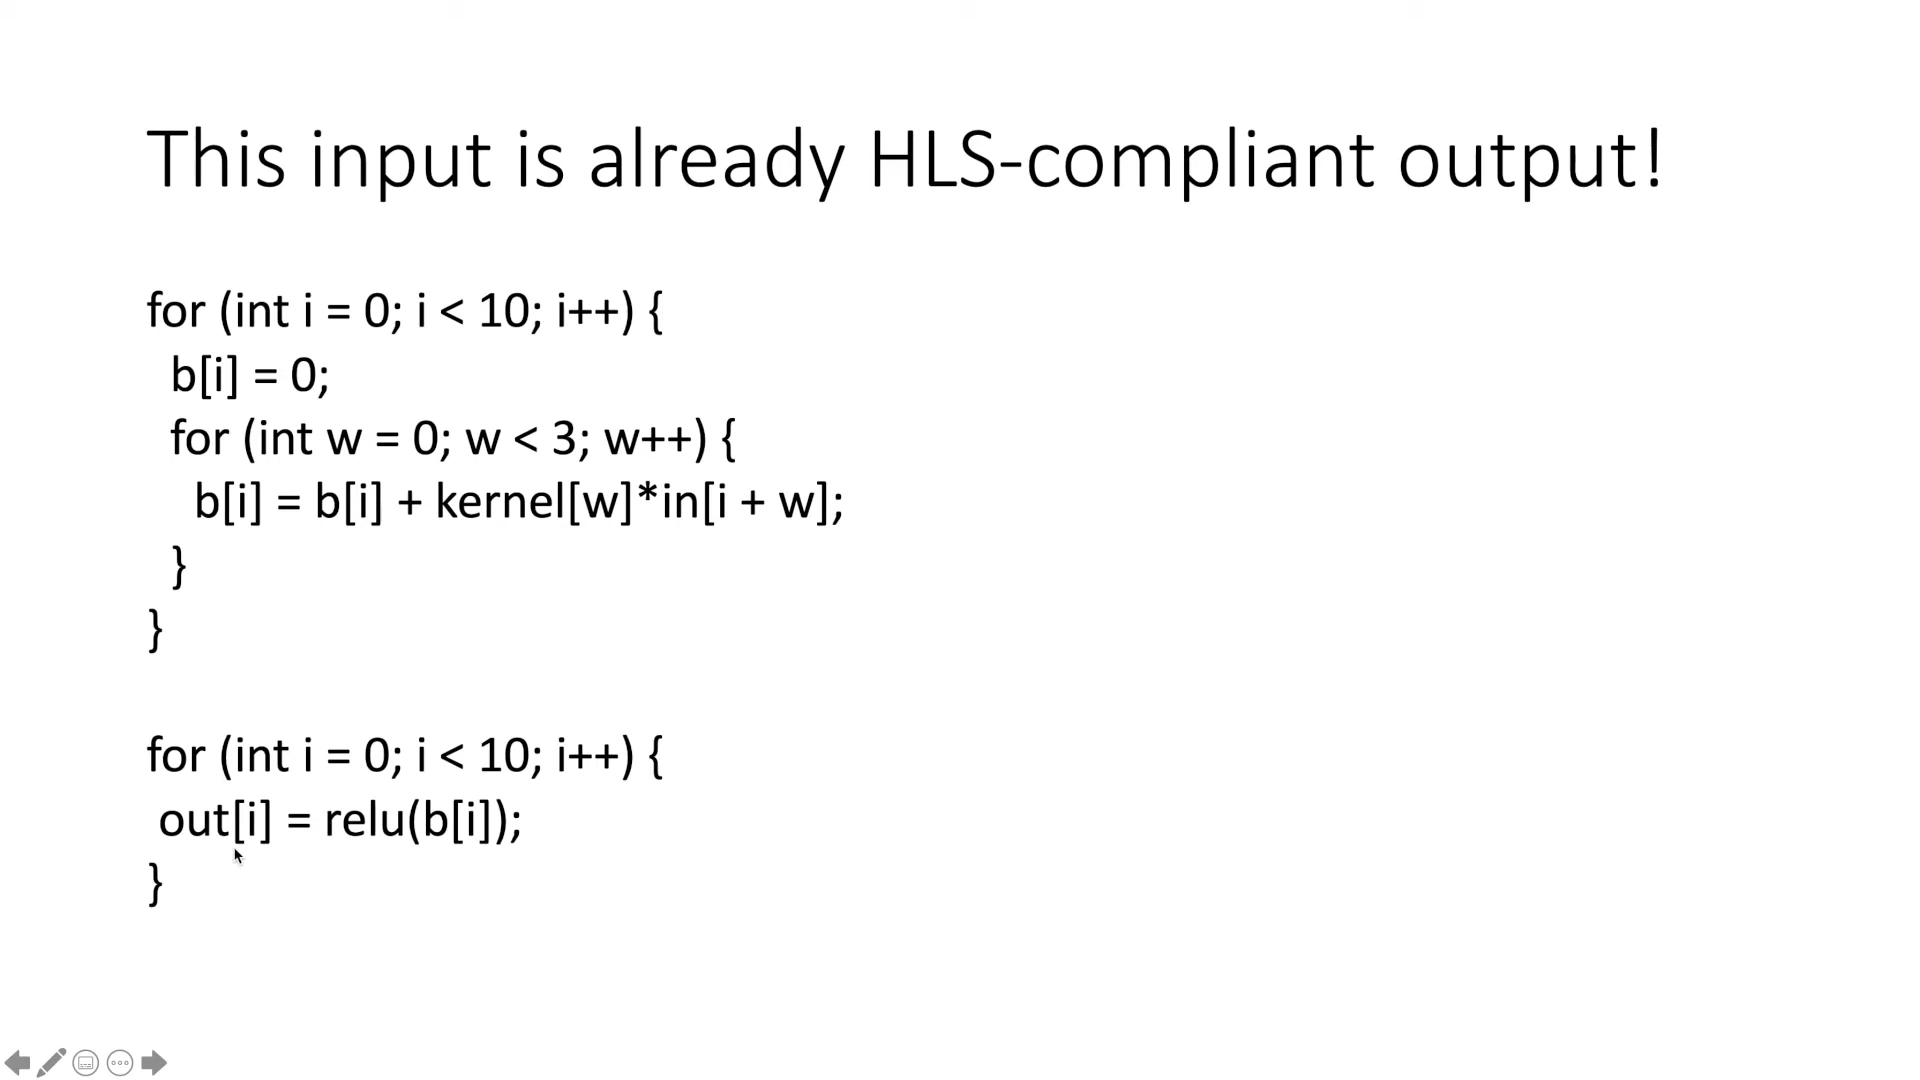 This input is already HLS-compliant output!
for (int i = 0; i < 10; i++) {
b[i] = 0;
for (int w = 0; w < 3; w++) {
b[i] = b[i] + kernel[w]*in[i + w];
}
}
for (int i = 0; i < 10; i++) {
out[i] = relu(b[i]);
}